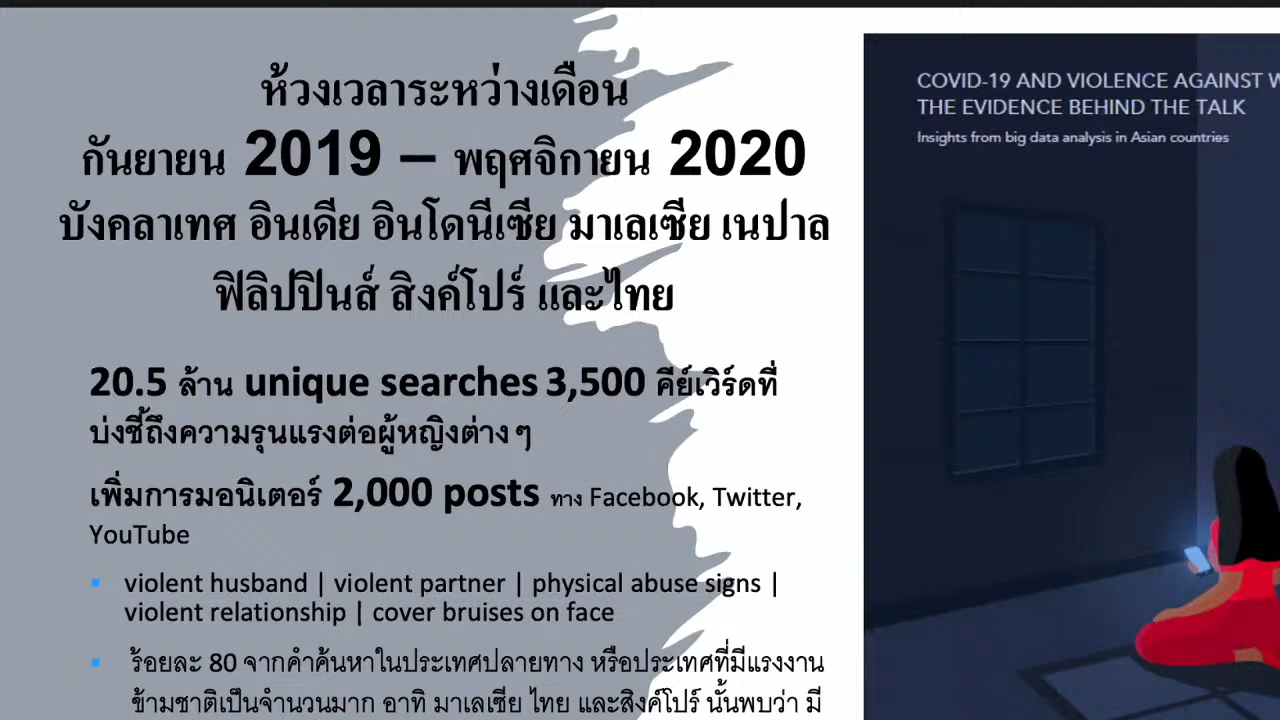 ห้วงเวลาระหว่างเดือน
กันยายน 2019 – พฤศจิกายน 2020
บังคลาเทศ อินเดีย อินโดนีเซีย มาเลเซีย เนปาล
ฟิลิปปินส์ สิงค์โปร์ และไทย
20.5 ล้าน unique searches 3,500 คีย์เวิร์ดที่
บ่งชี้ถึงความรุนแรงต่อผู้หญิงต่างๆ
เพิ่มการมอนิเตอร์ 2,000 posts ทาง Facebook, Twitter,
YouTube
▪ violent husband | violent partner | physical abuse signs |
violent relationship | cover bruises on face
▪ ร้อยละ 80 จากคำค้นหาในประเทศปลายทาง หรือประเทศที่มีแรงงาน
ข้ามชาติเป็นจำนวนมาก อาทิ มาเลเซีย ไทย และสิงค์โปร์ นั้นพบว่า มี
COVID-19 AND VIOLENCE AGAINST
THE EVIDENCE BEHIND THE TALK
Insights from big data analysis in Asian countries